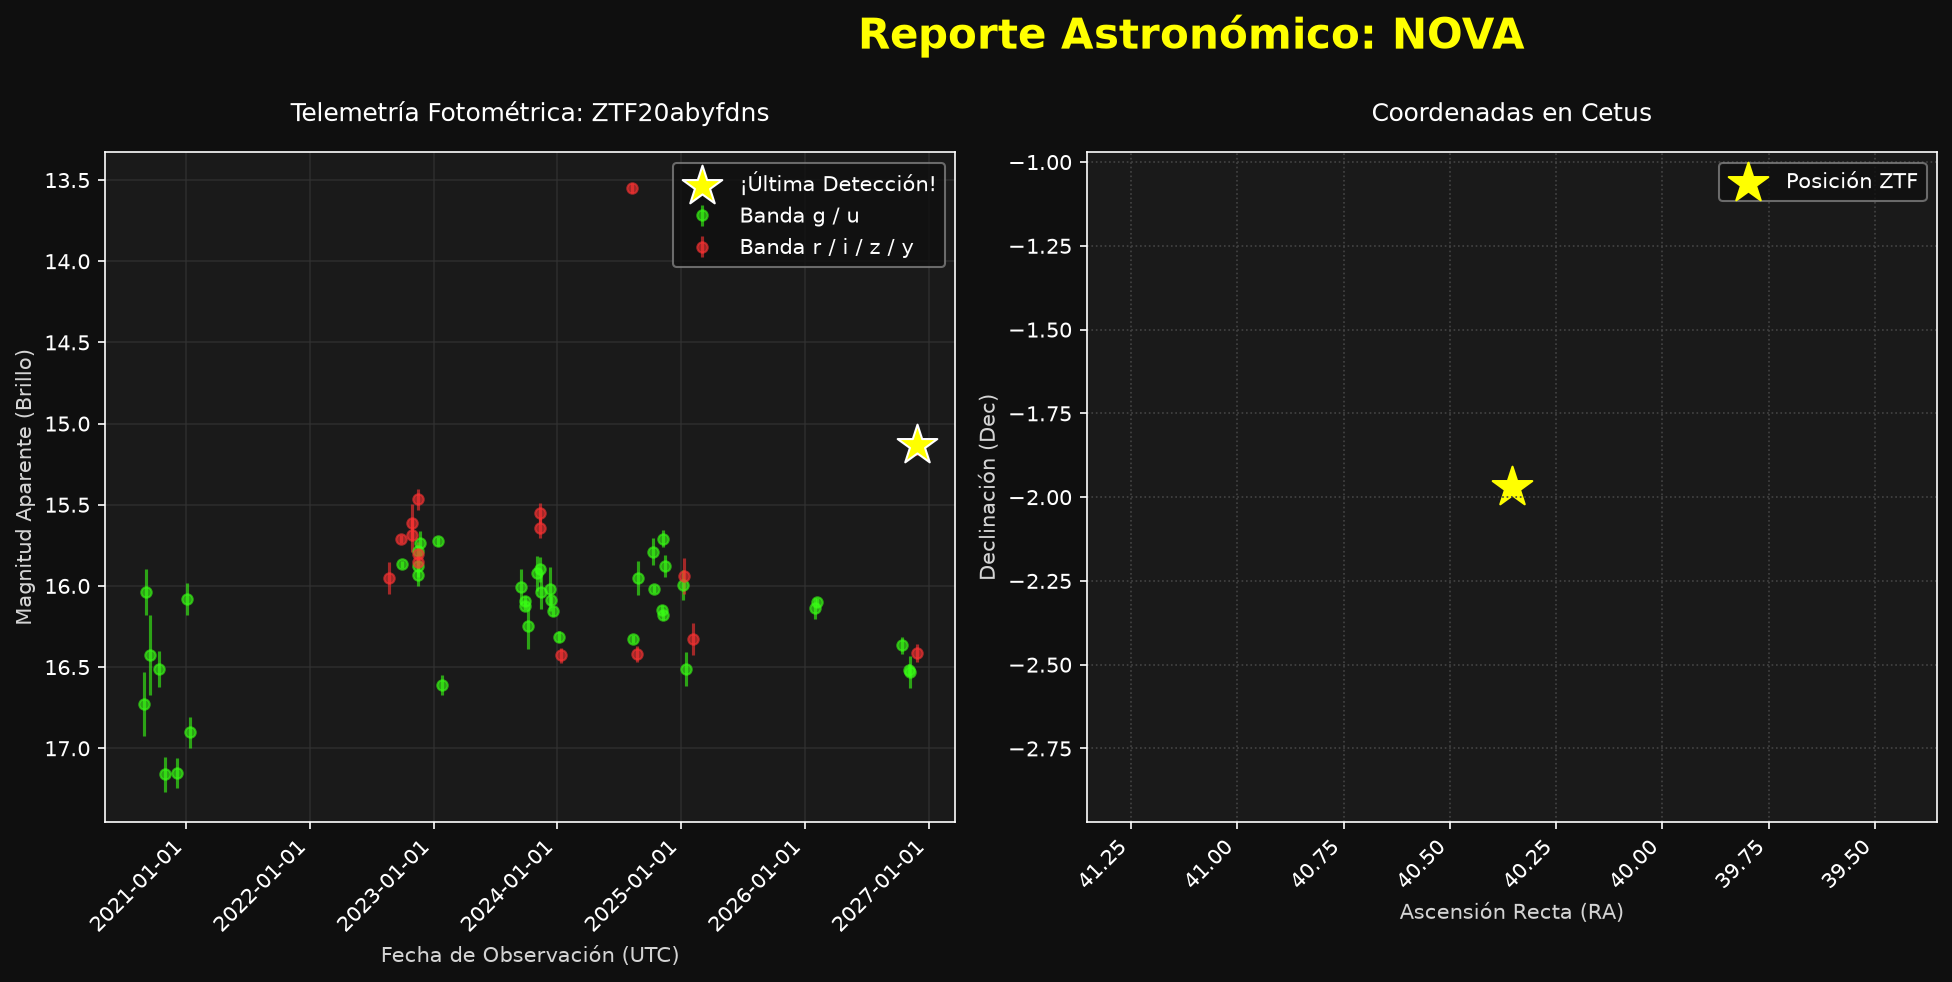 Reporte Astronómico: NOVA
Telemetría Fotométrica: ZTF20abyfdns
¡Última Detección!
Banda g / u
Banda r / i / z / y
Magnitud Aparente (Brillo)
13.5
14.0
14.5
15.0
15.5
16.0
16.5
17.0
2021-01-01
2022-01-01
2023-01-01
2024-01-01
2025-01-01
2026-01-01
2027-01-01
Fecha de Observación (UTC)
Coordenadas en Cetus
Posición ZTF
Declinación (Dec)
−1.00
−1.25
−1.50
−1.75
−2.00
−2.25
−2.50
−2.75
41.25
41.00
40.75
40.50
40.25
40.00
39.75
39.50
Ascensión Recta (RA)